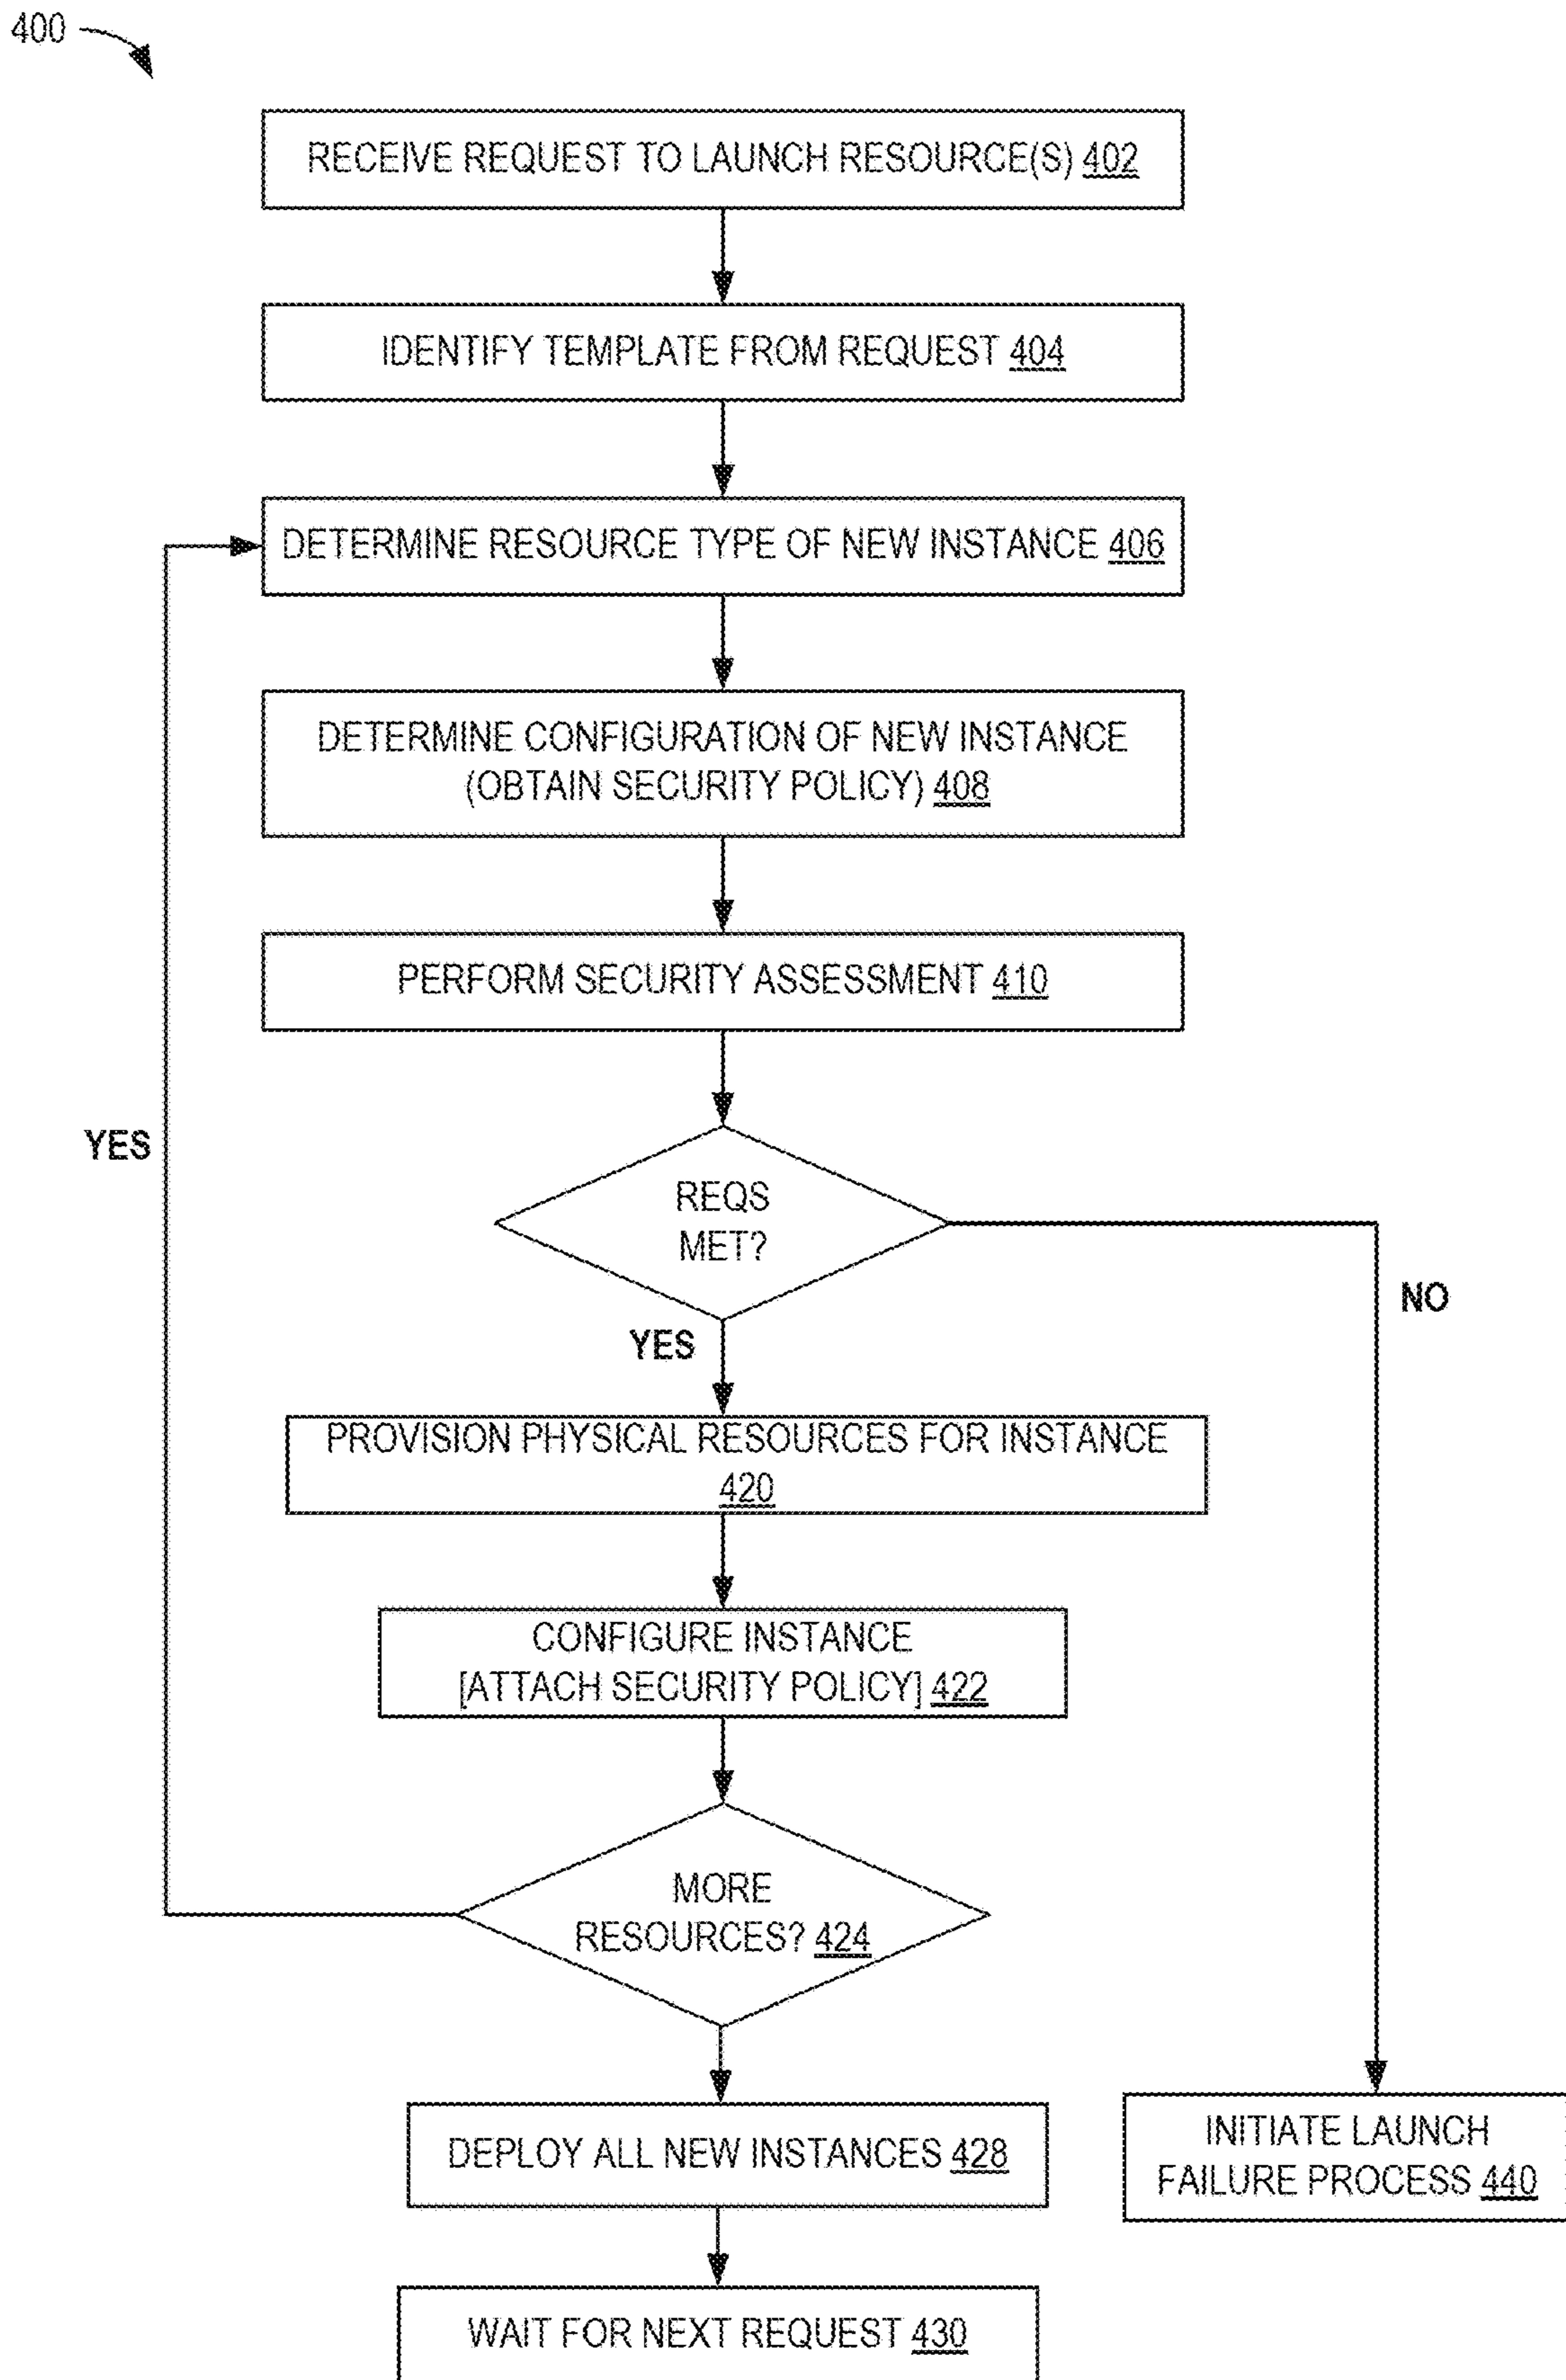 400
RECEIVE REQUEST TO LAUNCH RESOURCE(S) 402
IDENTIFY TEMPLATE FROM REQUEST 404
DETERMINE RESOURCE TYPE OF NEW INSTANCE 406
DETERMINE CONFIGURATION OF NEW INSTANCE
(OBTAIN SECURITY POLICY) 408
PERFORM SECURITY ASSESSMENT 410
YES
REQS
MET?
NO
YES
PROVISION PHYSICAL RESOURCES FOR INSTANCE
420
CONFIGURE INSTANCE
[ATTACH SECURITY POLICY] 422
MORE
RESOURCES? 424
DEPLOY ALL NEW INSTANCES 428
INITIATE LAUNCH
FAILURE PROCESS 440
WAIT FOR NEXT REQUEST 430